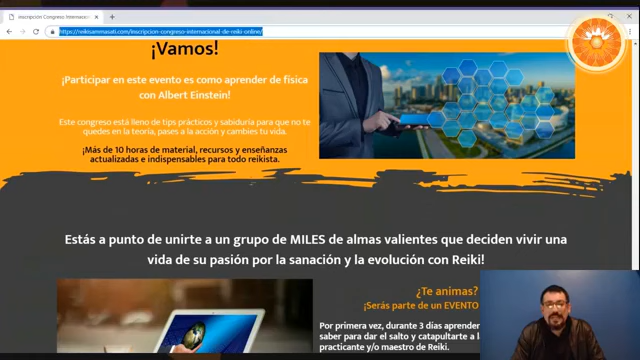 inscripción Congreso Internacion
https://reikisammasati.com/inscripcion-congreso-internacional-de-reiki-online/
¡Vamos!
¡Participar en este evento es como aprender de física
con Albert Einstein!
Este congreso está lleno de tips prácticos y sabiduría para que no te
quedes en la teoría, pases a la acción y cambies tu vida.
¡Más de 10 horas de material, recursos y enseñanzas
actualizadas e indispensables para todo reikista.
Estás a punto de unirte a un grupo de MILES de almas valientes que deciden vivir una
vida de su pasión por la sanación y la evolución con Reiki!
¿Te animas?
¡Serás parte de un EVENTO
Por primera vez, durante 3 días aprender
saber para dar el salto y catapultarte a l
practicante y/o maestro de Reiki.